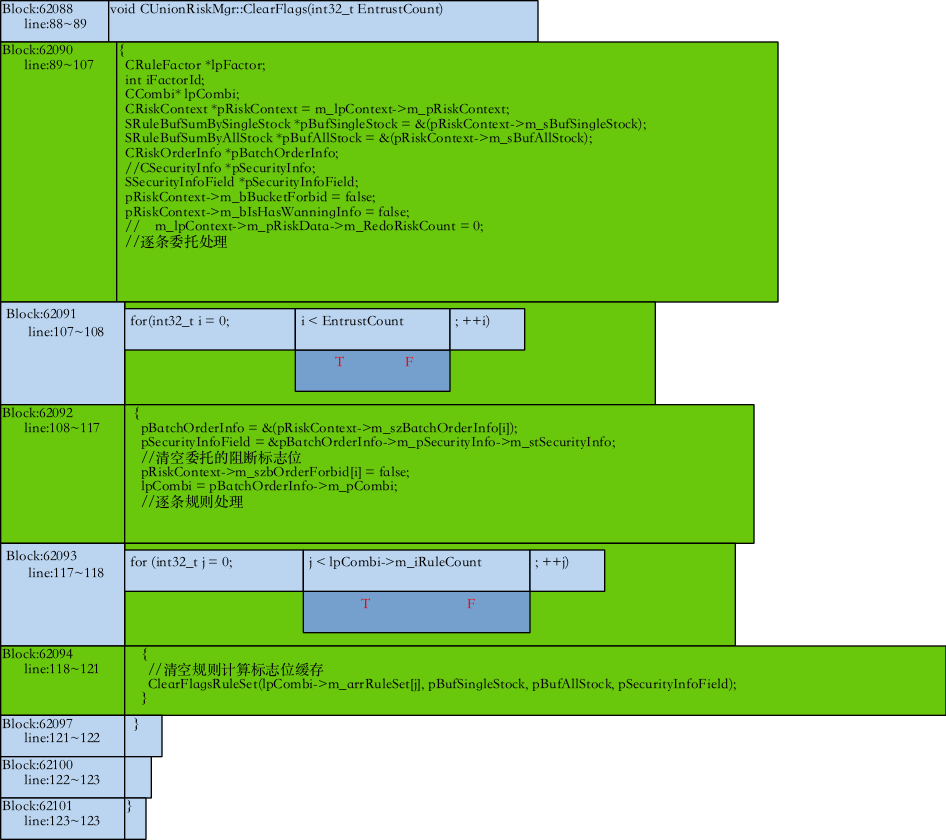 Block:62088
line:88~89
void CUnionRiskMgr::ClearFlags(int32_t EntrustCount)
Block:62090
line:89~107
{
CRuleFactor *lpFactor;
int iFactorId;
CCombi* lpCombi;
CRiskContext *pRiskContext = m_lpContext->m_pRiskContext;
SRuleBufSumBySingleStock *pBufSingleStock = &(pRiskContext->m_sBufSingleStock);
SRuleBufSumByAllStock *pBufAllStock = &(pRiskContext->m_sBufAllStock);
CRiskOrderInfo *pBatchOrderInfo;
//CSecurityInfo *pSecurityInfo;
SSecurityInfoField *pSecurityInfoField;
pRiskContext->m_bBucketForbid = false;
pRiskContext->m_bIsHasWanningInfo = false;
// m_lpContext->m_pRiskData->m_RedoRiskCount = 0;
//逐条委托处理
Block:62091
line:107~108
for(int32_t i = 0; i < EntrustCount ; ++i)
T F
Block:62092
line:108~117
{
pBatchOrderInfo = &(pRiskContext->m_szBatchOrderInfo[i]);
pSecurityInfoField = &pBatchOrderInfo->m_pSecurityInfo->m_stSecurityInfo;
//清空委托的阻断标志位
pRiskContext->m_szbOrderForbid[i] = false;
lpCombi = pBatchOrderInfo->m_pCombi;
//逐条规则处理
Block:62093
line:117~118
for (int32_t j = 0; j < lpCombi->m_iRuleCount ; ++j)
T F
Block:62094
line:118~121
{
//清空规则计算标志位缓存
ClearFlagsRuleSet(lpCombi->m_arrRuleSet[j], pBufSingleStock, pBufAllStock, pSecurityInfoField);
}
Block:62097
line:121~122
}
Block:62100
line:122~123
Block:62101
line:123~123
}